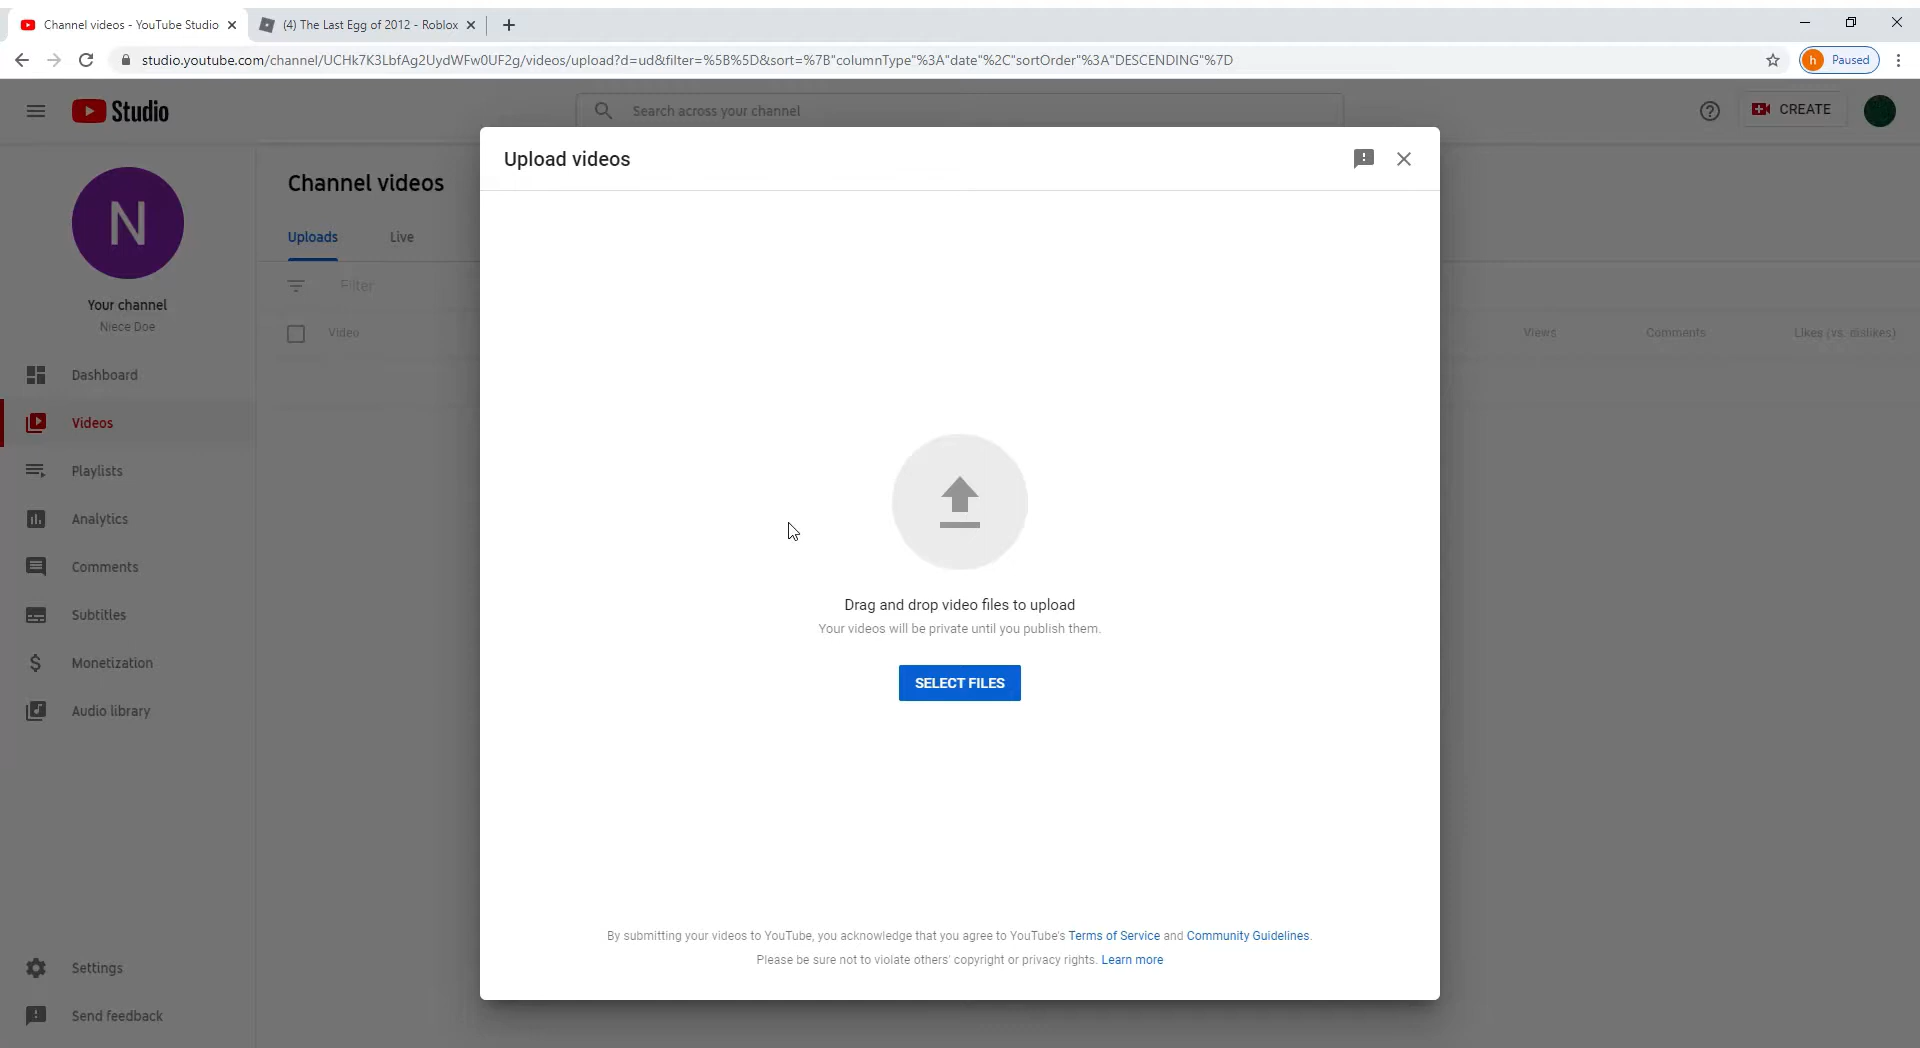 Channel videos - YouTube Studio
(4) The Last Egg of 2012 - Roblox
studio.youtube.com/channel/UCHk7K3LbfAg2UydWFw0UF2g/videos/upload?d=ud&filter=%5B%5D&sort=%7B"columnType"%3A"date"%2C"sortOrder"%3A"DESCENDING"%7D
h Paused
Studio
Search across your channel
CREATE
Upload videos
N
Your channel
Niece Doe
Dashboard
Videos
Playlists
Analytics
Comments
Subtitles
Monetization
Audio library
Settings
Send feedback
Channel videos
Uploads Live
Filter
Video
Views Comments Likes (vs. dislikes)
Drag and drop video files to upload
Your videos will be private until you publish them.
SELECT FILES
By submitting your videos to YouTube, you acknowledge that you agree to YouTube's Terms of Service and Community Guidelines.
Please be sure not to violate others' copyright or privacy rights. Learn more